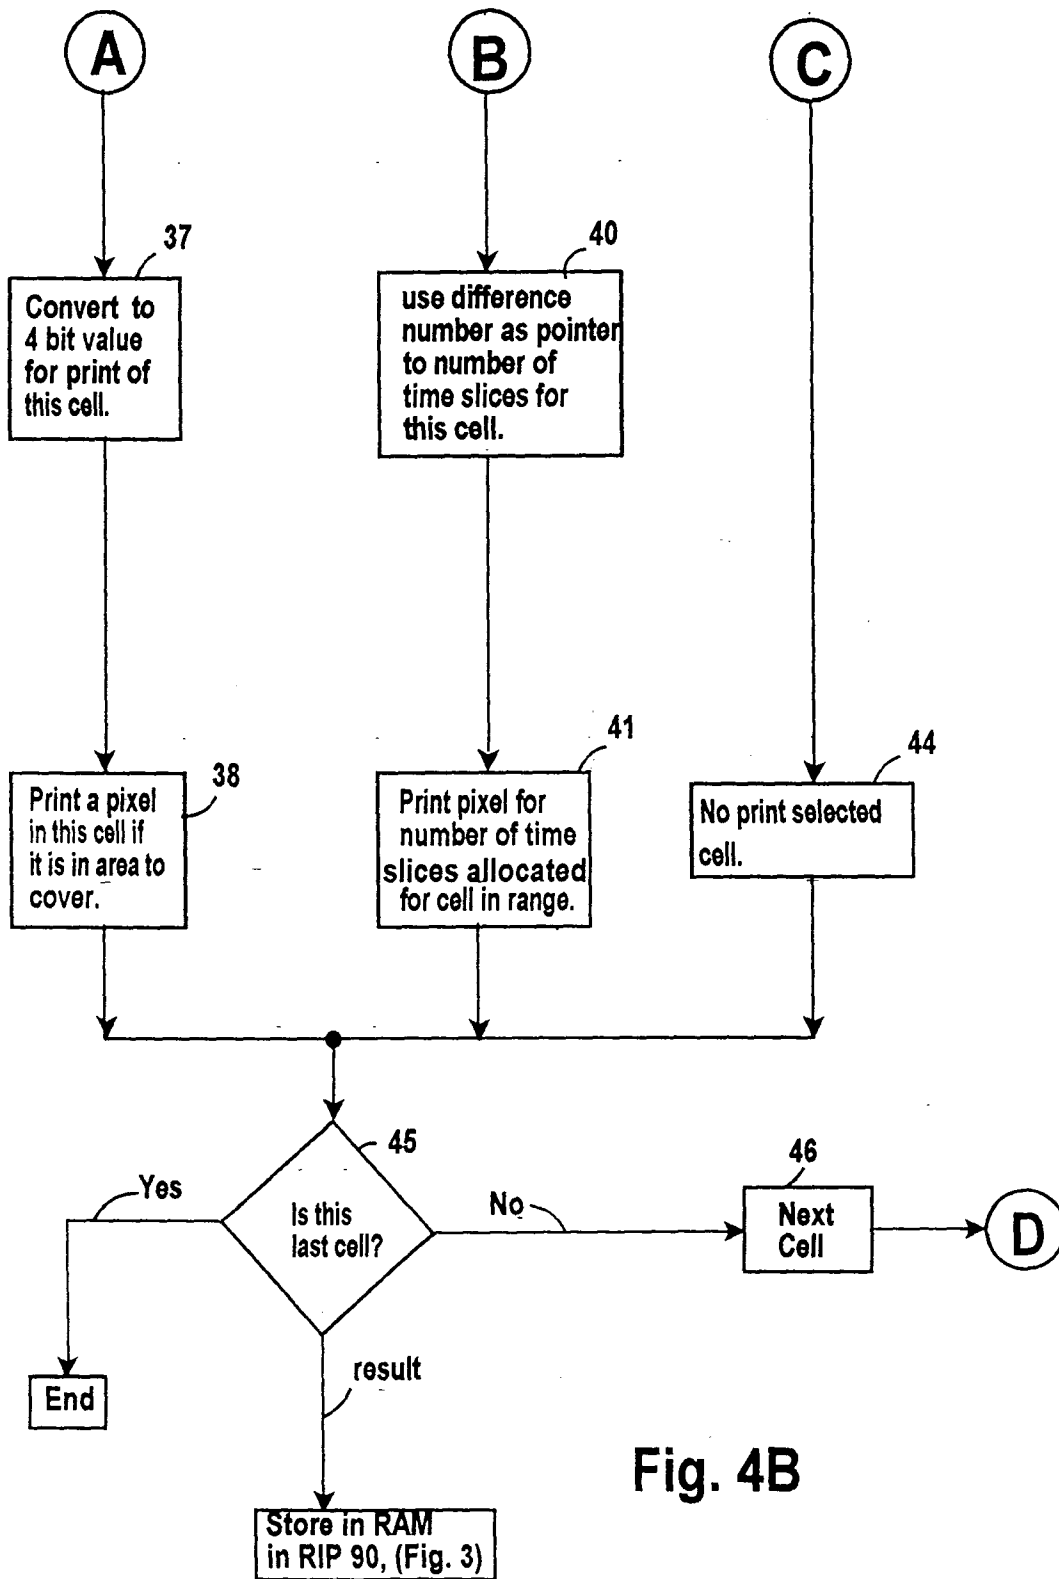 A
B
C
37
Convert to
4 bit value
for print of
this cell.
40
use difference
number as pointer
to number of
time slices for
this cell.
38
Print a pixel
in this cell if
it is in area to
cover.
41
Print pixel for
number of time
slices allocated
for cell in range.
44
No print selected
cell.
45
Is this
last cell?
Yes
No
46
Next
Cell
D
End
result
Store in RAM
in RIP 90, (Fig. 3)
Fig. 4B